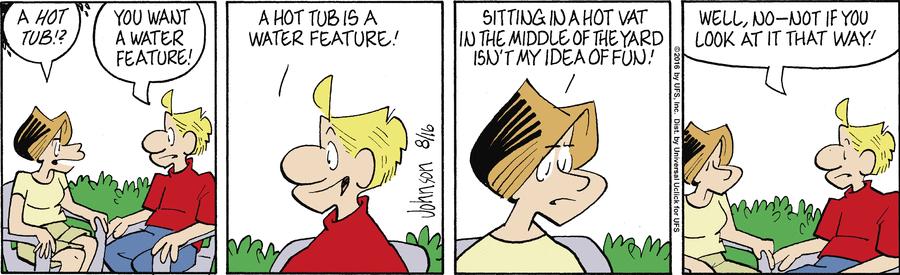 A HOT
TUB!?
YOU WANT
A WATER
FEATURE!
A HOT TUB IS A
WATER FEATURE!
Johnson 8/16
SITTING IN A HOT VAT
IN THE MIDDLE OF THE YARD
ISN'T MY IDEA OF FUN!
©2016 by UFS, Inc. Dist. by Universal Uclick for UFS
WELL, NO—NOT IF YOU
LOOK AT IT THAT WAY!